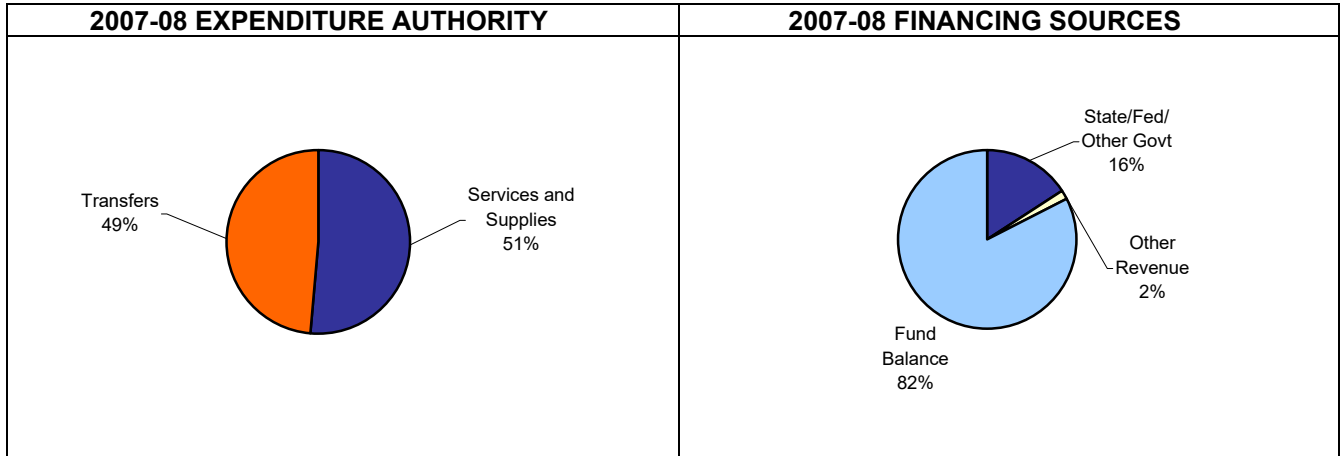 2007-08 EXPENDITURE AUTHORITY
2007-08 FINANCING SOURCES
Transfers
49%
Services and
Supplies
51%
State/Fed/
Other Govt
16%
Other
Revenue
2%
Fund
Balance
82%